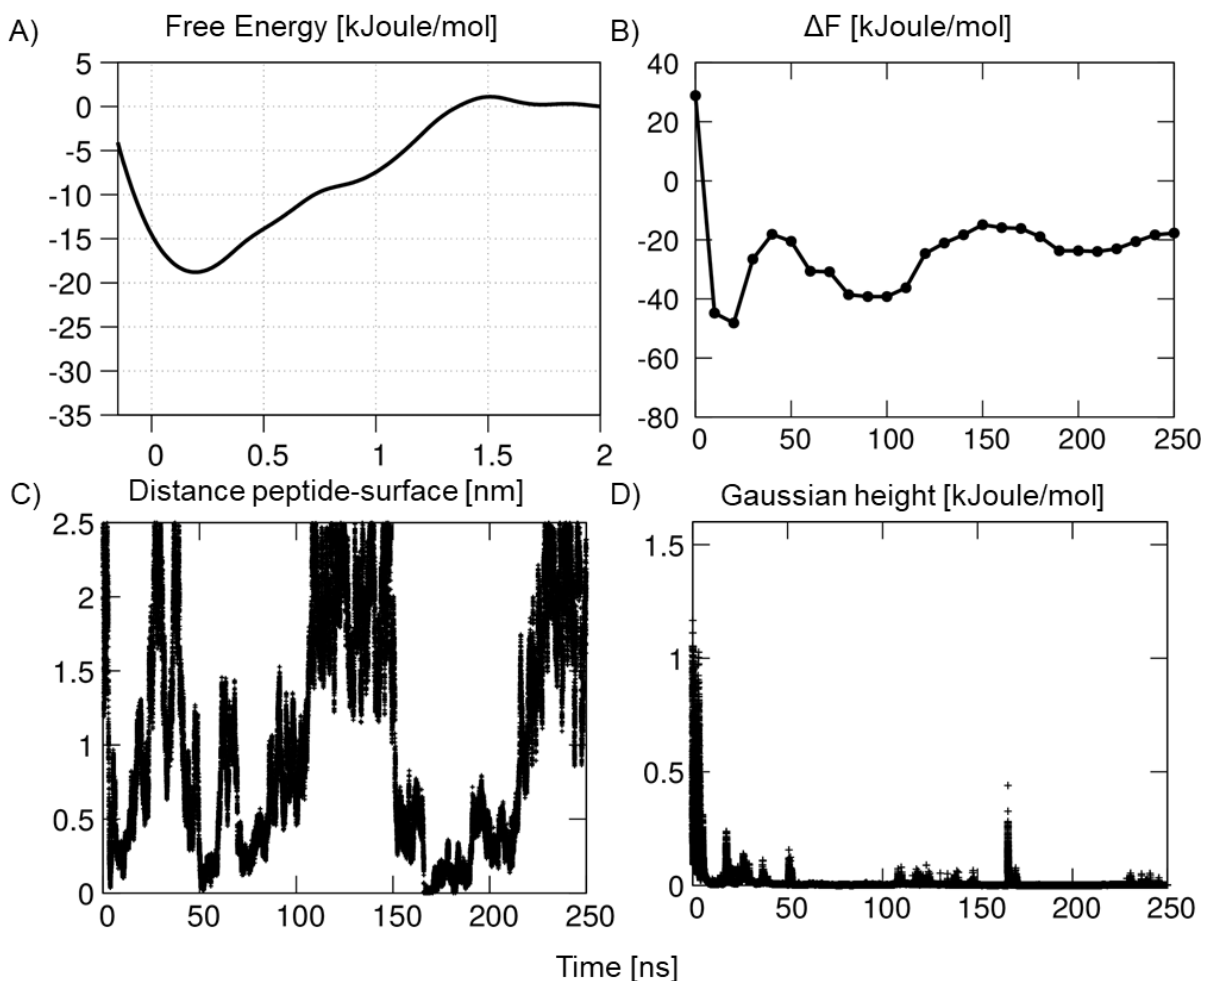 A) Free Energy [kJoule/mol]
5
0
-5
-10
-15
-20
-25
-30
-35
0 0.5 1 1.5 2
B) ΔF [kJoule/mol]
40
20
0
-20
-40
-60
-80
0 50 100 150 200 250
C) Distance peptide-surface [nm]
2.5
2
1.5
1
0.5
0
0 50 100 150 200 250
D) Gaussian height [kJoule/mol]
1.5
1
0.5
0
0 50 100 150 200 250
Time [ns]